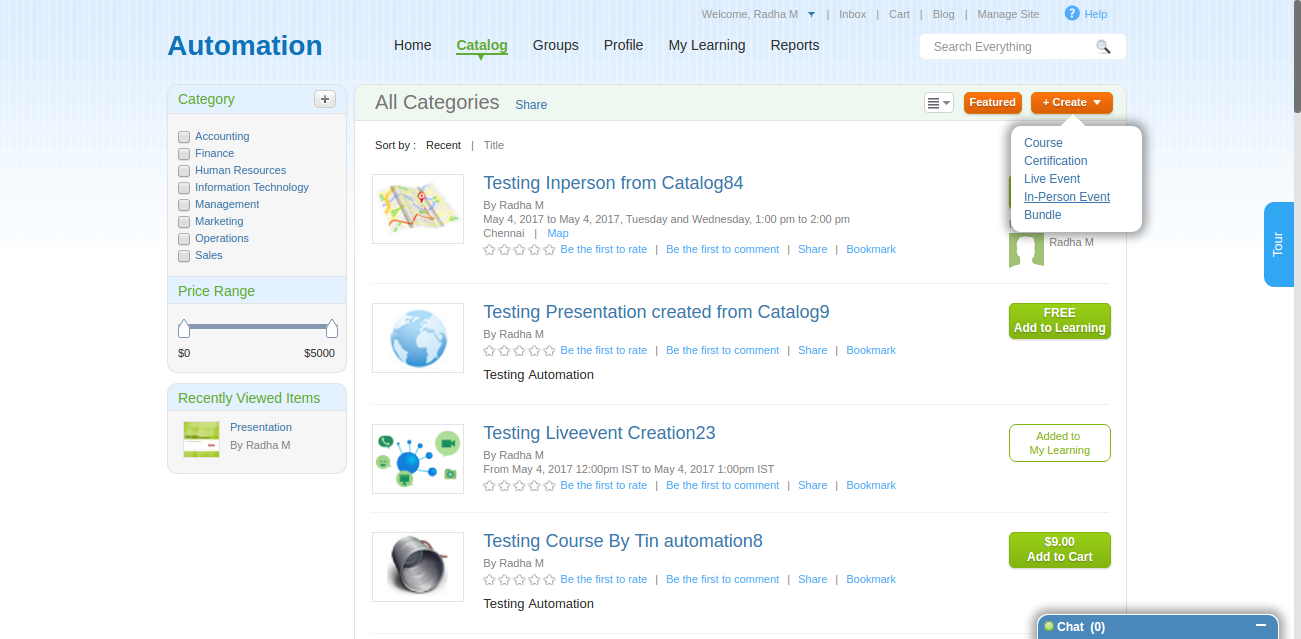 Welcome, Radha M | Inbox | Cart | Blog | Manage Site ? Help
Automation
Home Catalog Groups Profile My Learning Reports
Search Everything
Category +
Accounting
Finance
Human Resources
Information Technology
Management
Marketing
Operations
Sales
Price Range
$0 $5000
Recently Viewed Items
Presentation
By Radha M
All Categories Share
Featured + Create
Course
Certification
Live Event
In-Person Event
Bundle
Sort by : Recent | Title
Testing Inperson from Catalog84
By Radha M
May 4, 2017 to May 4, 2017, Tuesday and Wednesday, 1:00 pm to 2:00 pm
Chennai | Map
Be the first to rate | Be the first to comment | Share | Bookmark
Radha M
Testing Presentation created from Catalog9
By Radha M
Be the first to rate | Be the first to comment | Share | Bookmark
Testing Automation
FREE
Add to Learning
Testing Liveevent Creation23
By Radha M
From May 4, 2017 12:00pm IST to May 4, 2017 1:00pm IST
Be the first to rate | Be the first to comment | Share | Bookmark
Added to
My Learning
Testing Course By Tin automation8
By Radha M
Be the first to rate | Be the first to comment | Share | Bookmark
Testing Automation
$9.00
Add to Cart
Tour
Chat (0)